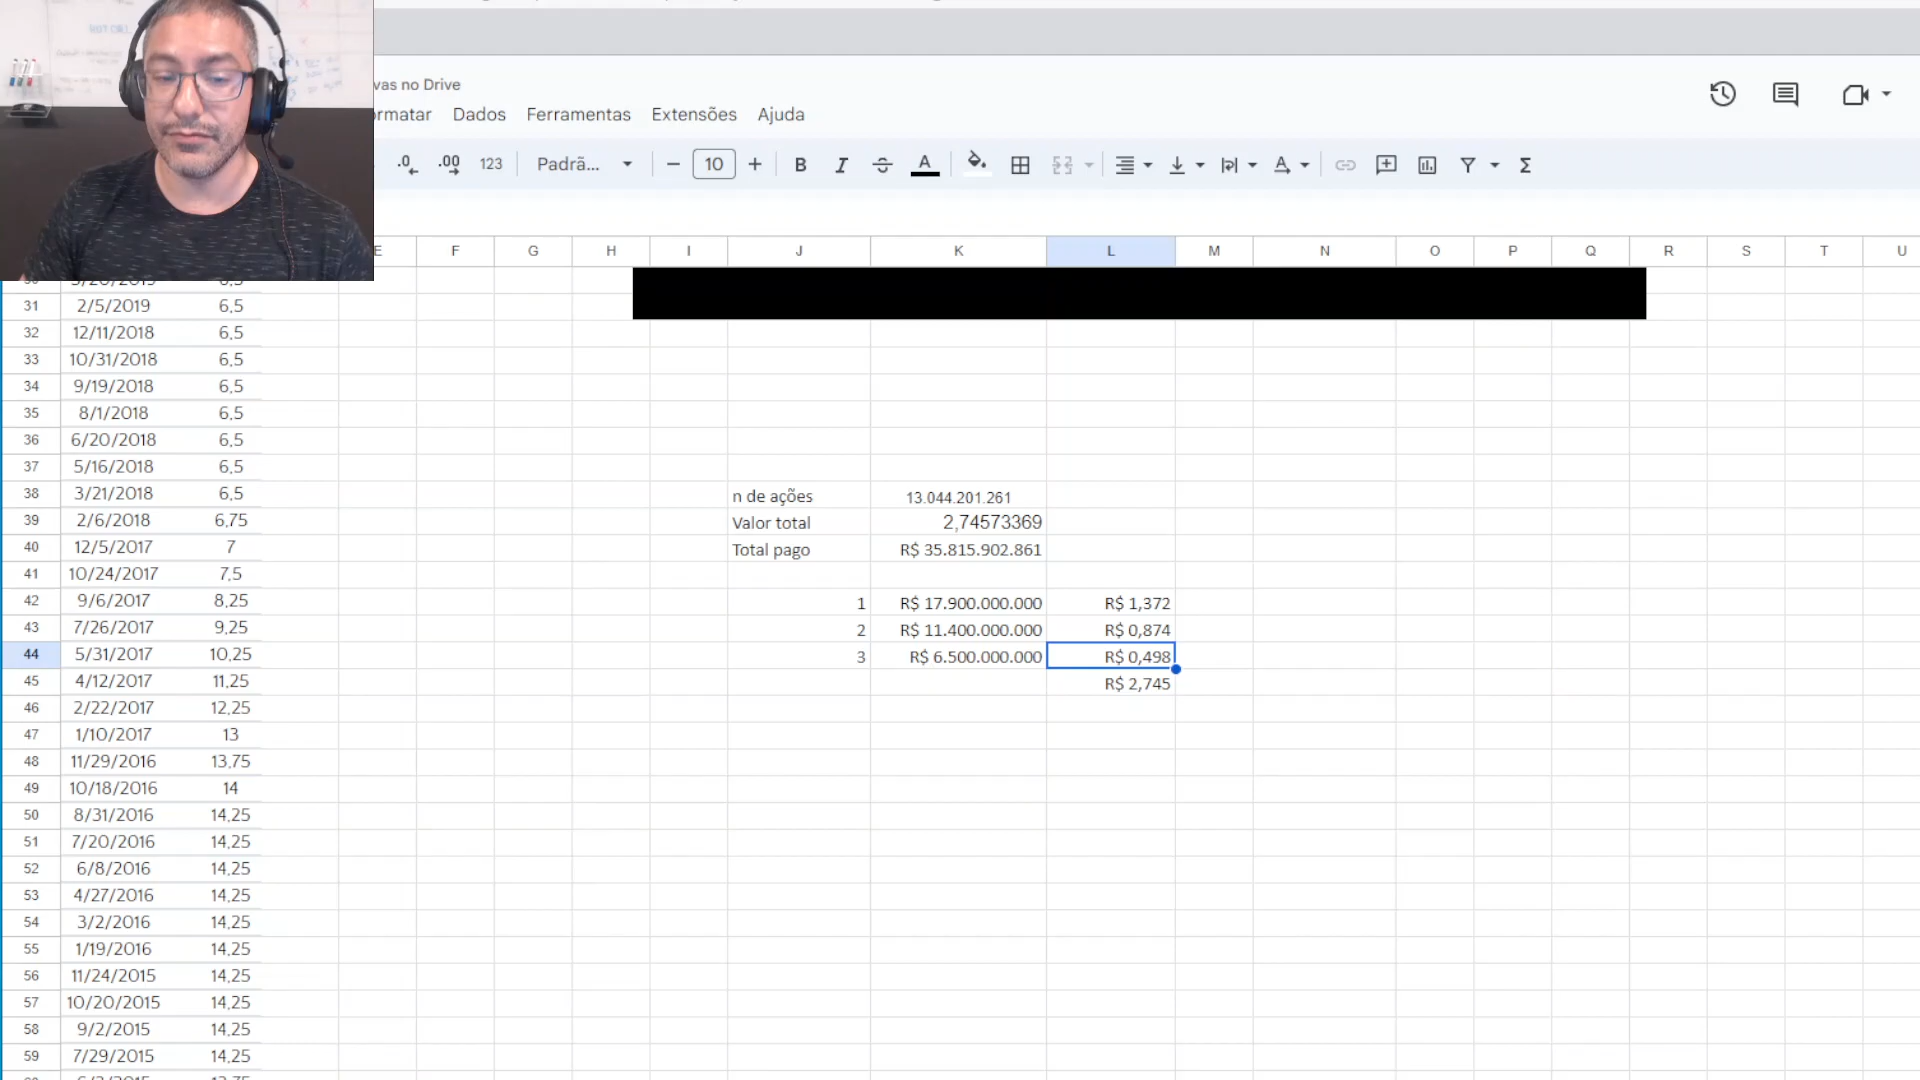 vas no Drive
rmatar Dados Ferramentas Extensões Ajuda
.0 .00 123 Padrã... − 10 + B I A Σ
E F G H I J K L M N O P Q R S T U
31 2/5/2019 6,5
32 12/11/2018 6,5
33 10/31/2018 6,5
34 9/19/2018 6,5
35 8/1/2018 6,5
36 6/20/2018 6,5
37 5/16/2018 6,5
38 3/21/2018 6,5 n de ações 13.044.201.261
39 2/6/2018 6,75 Valor total 2,74573369
40 12/5/2017 7 Total pago R$ 35.815.902.861
41 10/24/2017 7,5
42 9/6/2017 8,25 1 R$ 17.900.000.000 R$ 1,372
43 7/26/2017 9,25 2 R$ 11.400.000.000 R$ 0,874
44 5/31/2017 10,25 3 R$ 6.500.000.000 R$ 0,498
45 4/12/2017 11,25 R$ 2,745
46 2/22/2017 12,25
47 1/10/2017 13
48 11/29/2016 13,75
49 10/18/2016 14
50 8/31/2016 14,25
51 7/20/2016 14,25
52 6/8/2016 14,25
53 4/27/2016 14,25
54 3/2/2016 14,25
55 1/19/2016 14,25
56 11/24/2015 14,25
57 10/20/2015 14,25
58 9/2/2015 14,25
59 7/29/2015 14,25